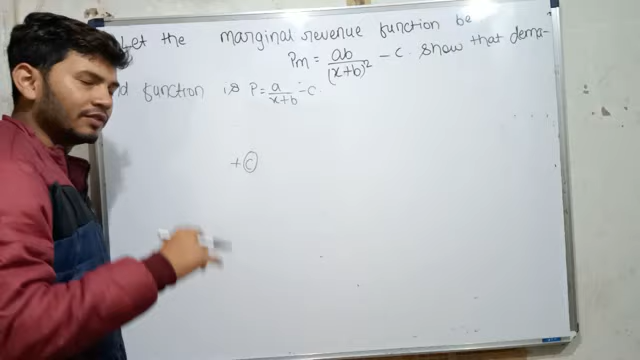 Let the marginal revenue function be
Pm = ab/(x+b)² - c. show that dema-
nd function is P = a/x+b - c.
+ C